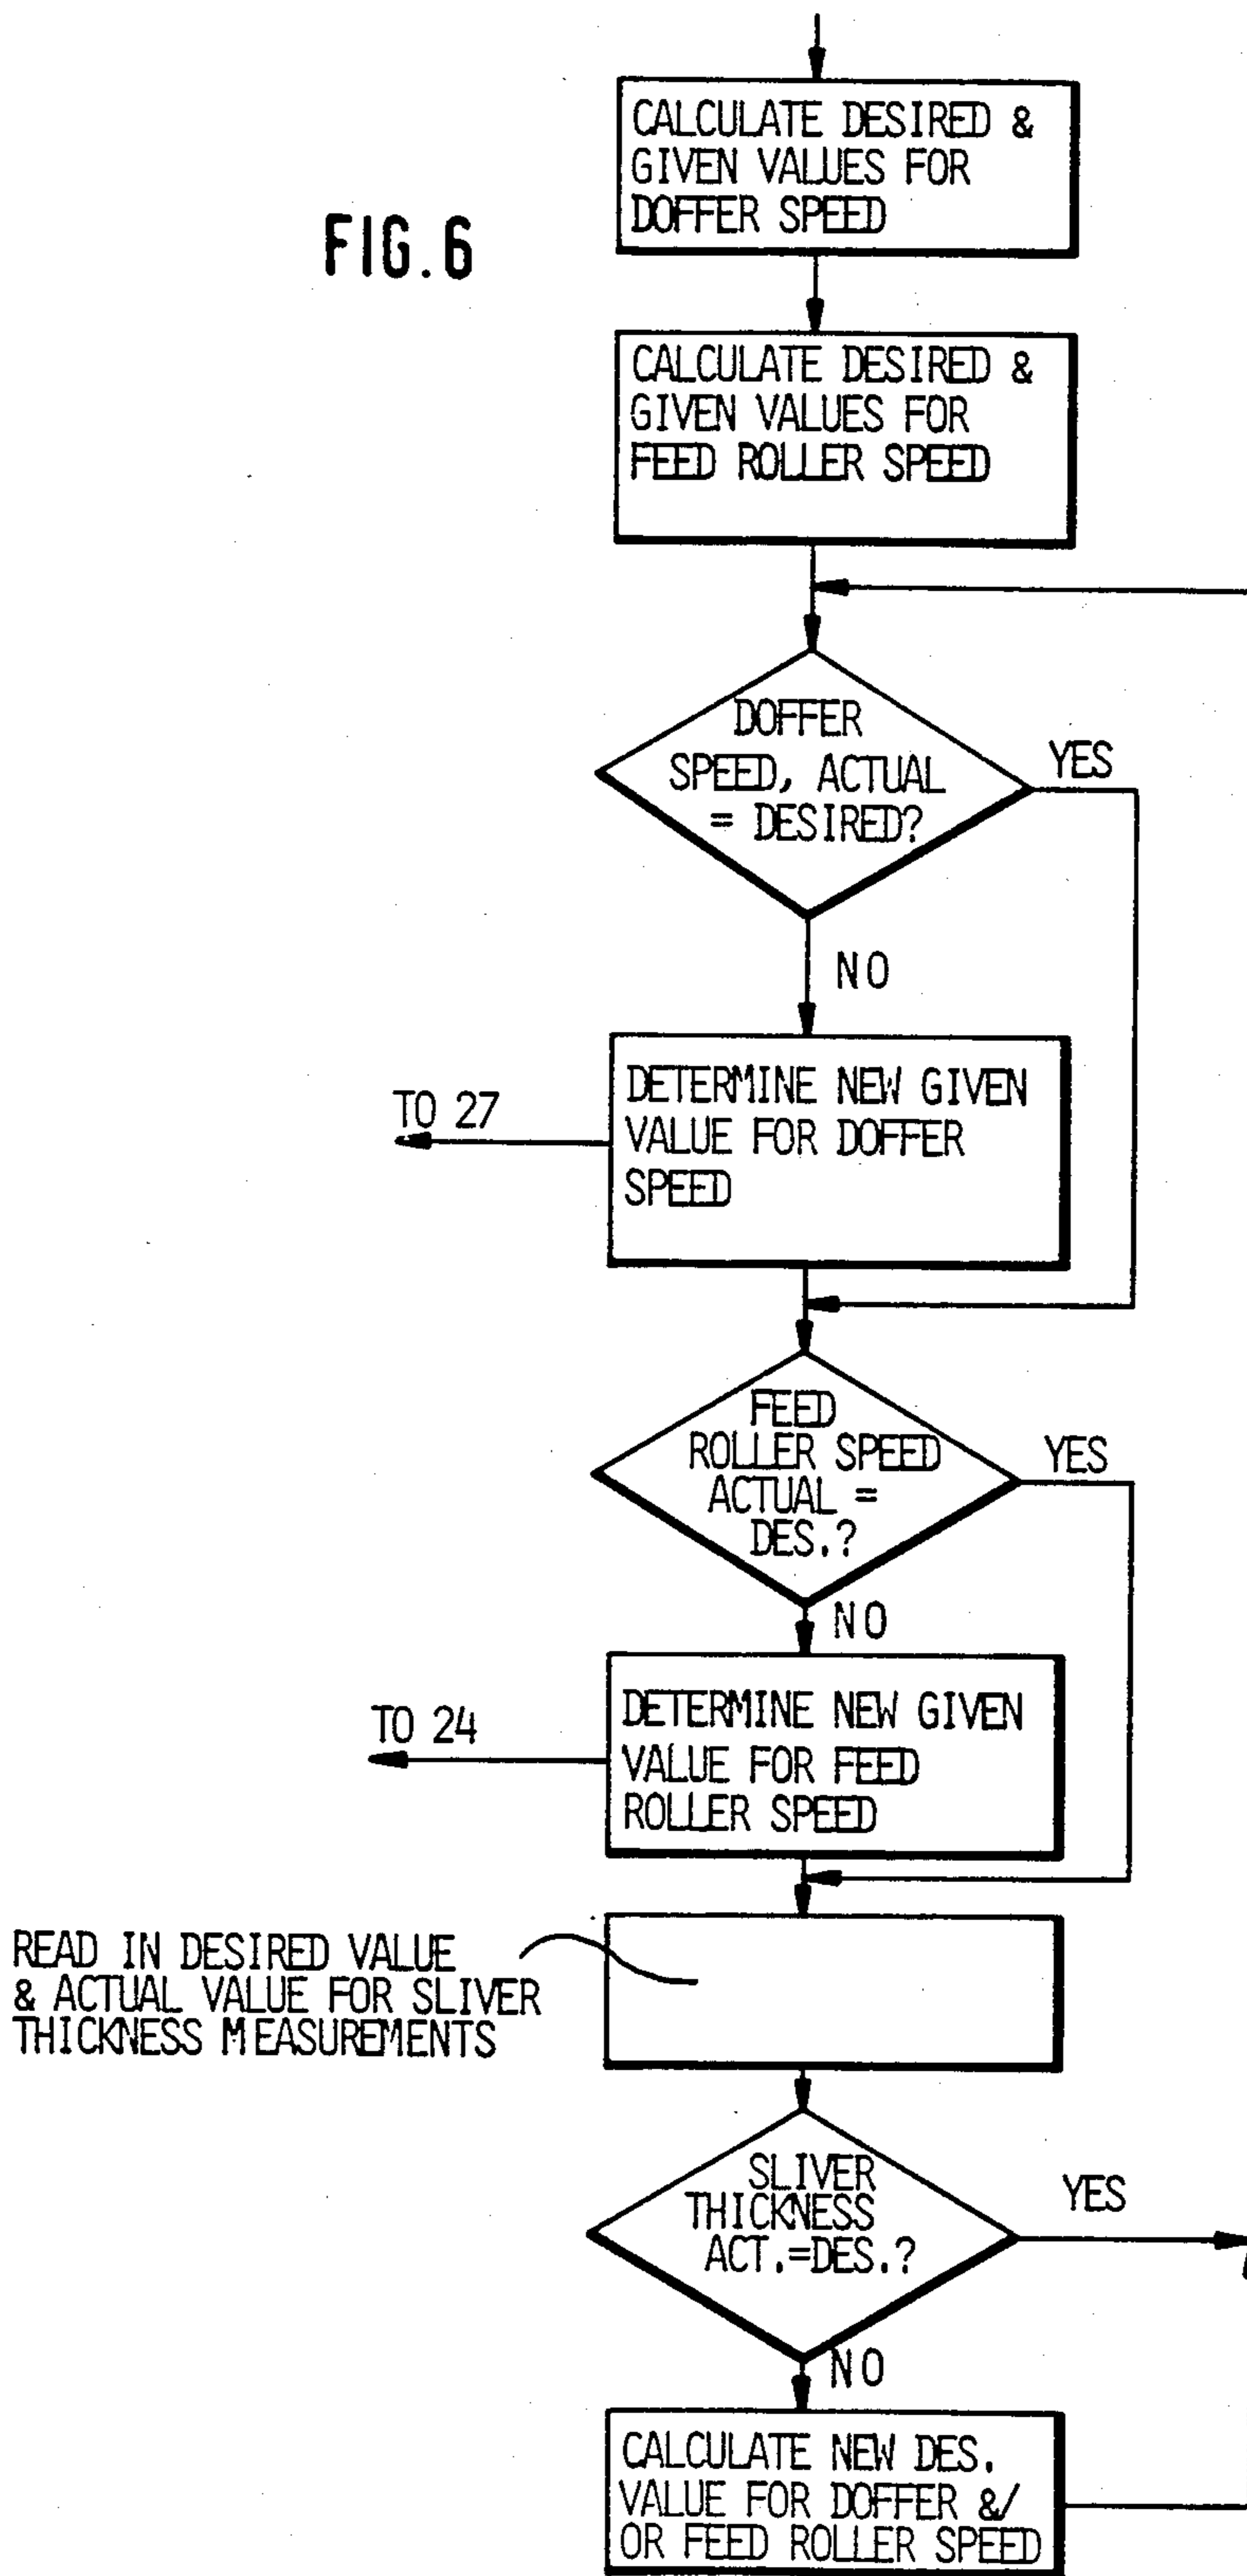 FIG.6
CALCULATE DESIRED &
GIVEN VALUES FOR
DOFFER SPEED
CALCULATE DESIRED &
GIVEN VALUES FOR
FEED ROLLER SPEED
DOFFER
SPEED, ACTUAL
= DESIRED?
YES
NO
TO 27
DETERMINE NEW GIVEN
VALUE FOR DOFFER
SPEED
FEED
ROLLER SPEED
ACTUAL =
DES.?
YES
NO
TO 24
DETERMINE NEW GIVEN
VALUE FOR FEED
ROLLER SPEED
READ IN DESIRED VALUE
& ACTUAL VALUE FOR SLIVER
THICKNESS MEASUREMENTS
SLIVER
THICKNESS
ACT.=DES.?
YES
NO
CALCULATE NEW DES.
VALUE FOR DOFFER &/
OR FEED ROLLER SPEED